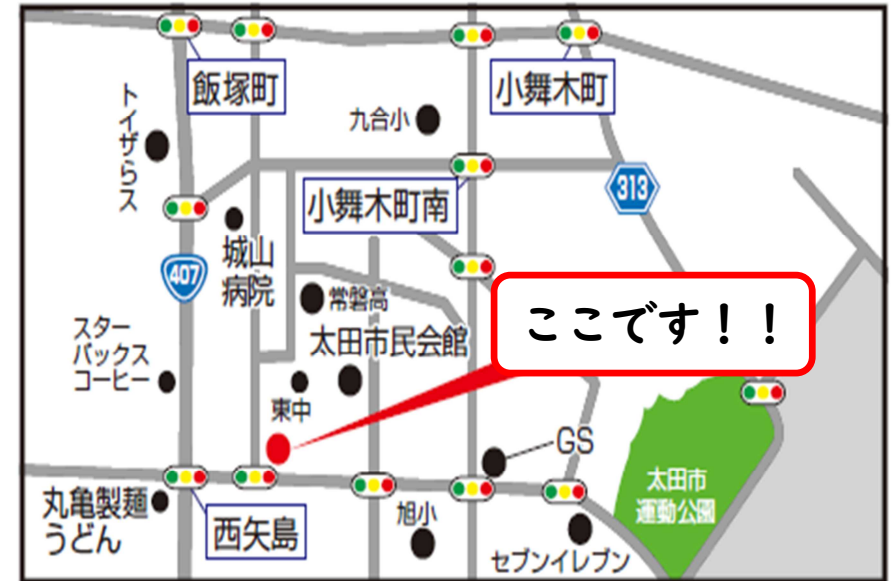 飯塚町
小舞木町
トイザらス
九合小
小舞木町南
313
城山
病院
407
常磐高
ここです！！
スター
バックス
コーヒー
太田市民会館
東中
GS
太田市
運動公園
丸亀製麺
うどん
西矢島
旭小
セブンイレブン